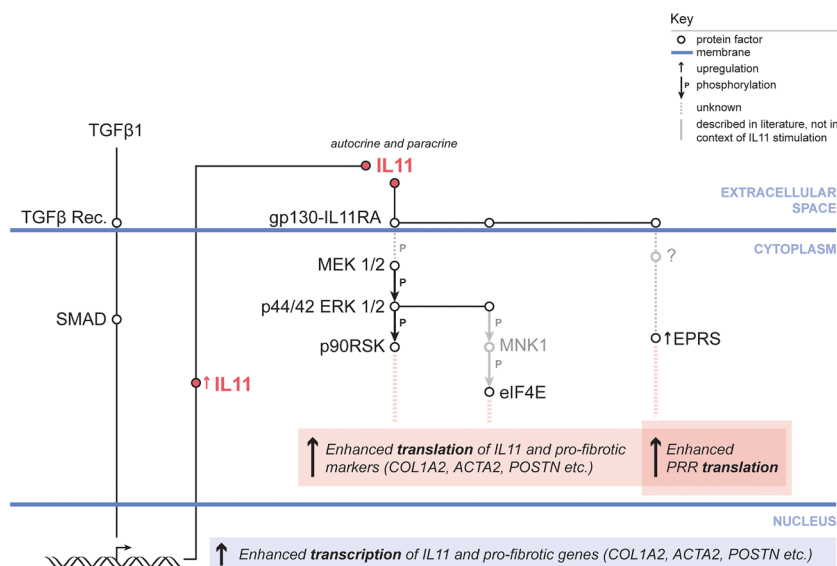 Key
protein factor
membrane
upregulation
P phosphorylation
unknown
described in literature, not in
context of IL11 stimulation
TGFβ1
autocrine and paracrine
IL11
EXTRACELLULAR
SPACE
TGFβ Rec.
gp130-IL11RA
CYTOPLASM
P
?
MEK 1/2
P
p44/42 ERK 1/2
SMAD
P
P
p90RSK
MNK1
↑EPRS
P
↑ IL11
eIF4E
Enhanced translation of IL11 and pro-fibrotic
markers (COL1A2, ACTA2, POSTN etc.)
Enhanced
PRR translation
NUCLEUS
Enhanced transcription of IL11 and pro-fibrotic genes (COL1A2, ACTA2, POSTN etc.)